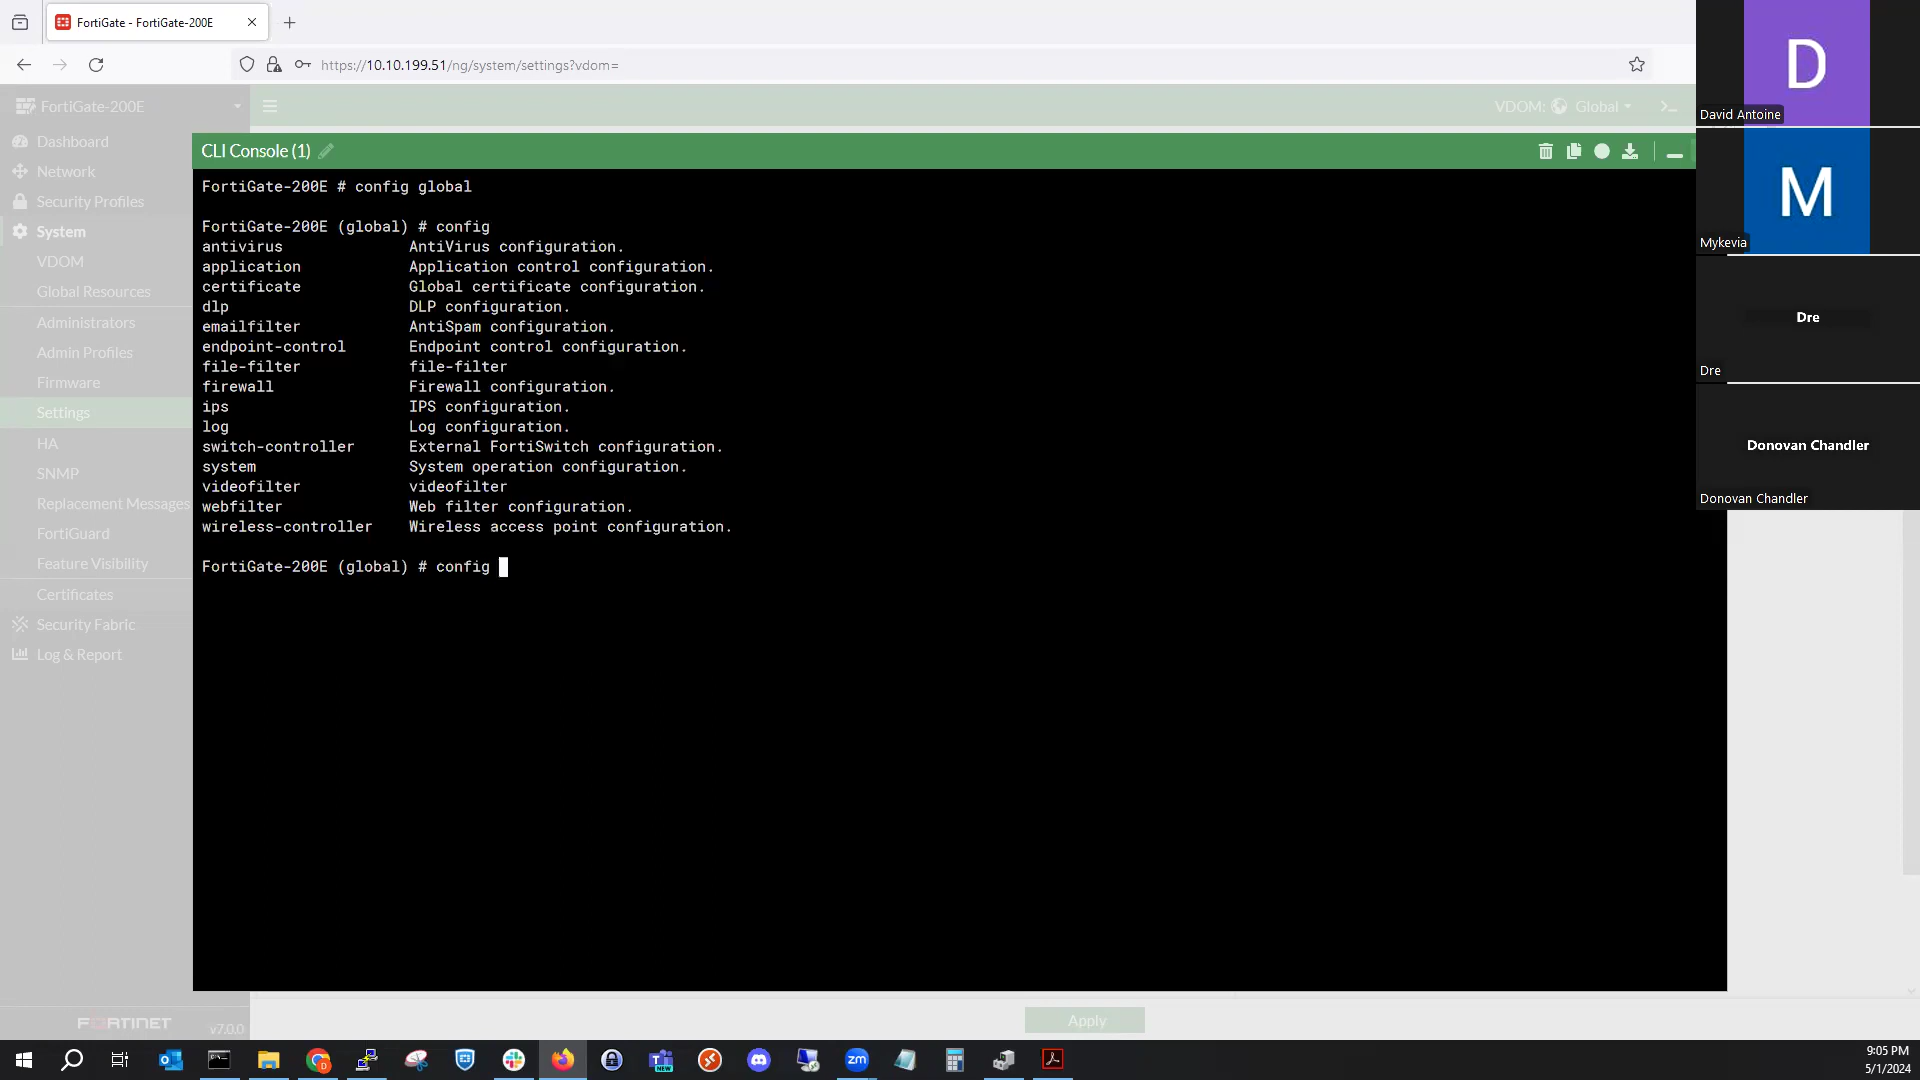 FortiGate - FortiGate-200E
https://10.10.199.51/ng/system/settings?vdom=
FortiGate-200E
VDOM: Global
>_
Dashboard
Network
Security Profiles
System
VDOM
Global Resources
Administrators
Admin Profiles
Firmware
Settings
HA
SNMP
Replacement Messages
FortiGuard
Feature Visibility
Certificates
Security Fabric
Log & Report
FORTINET v7.0.0
CLI Console (1)
FortiGate-200E # config global
FortiGate-200E (global) # config
antivirus AntiVirus configuration.
application Application control configuration.
certificate Global certificate configuration.
dlp DLP configuration.
emailfilter AntiSpam configuration.
endpoint-control Endpoint control configuration.
file-filter file-filter
firewall Firewall configuration.
ips IPS configuration.
log Log configuration.
switch-controller External FortiSwitch configuration.
system System operation configuration.
videofilter videofilter
webfilter Web filter configuration.
wireless-controller Wireless access point configuration.
FortiGate-200E (global) # config
Apply
D
David Antoine
M
Mykevia
Dre
Dre
Donovan Chandler
Donovan Chandler
zm
NEW
9:05 PM
5/1/2024